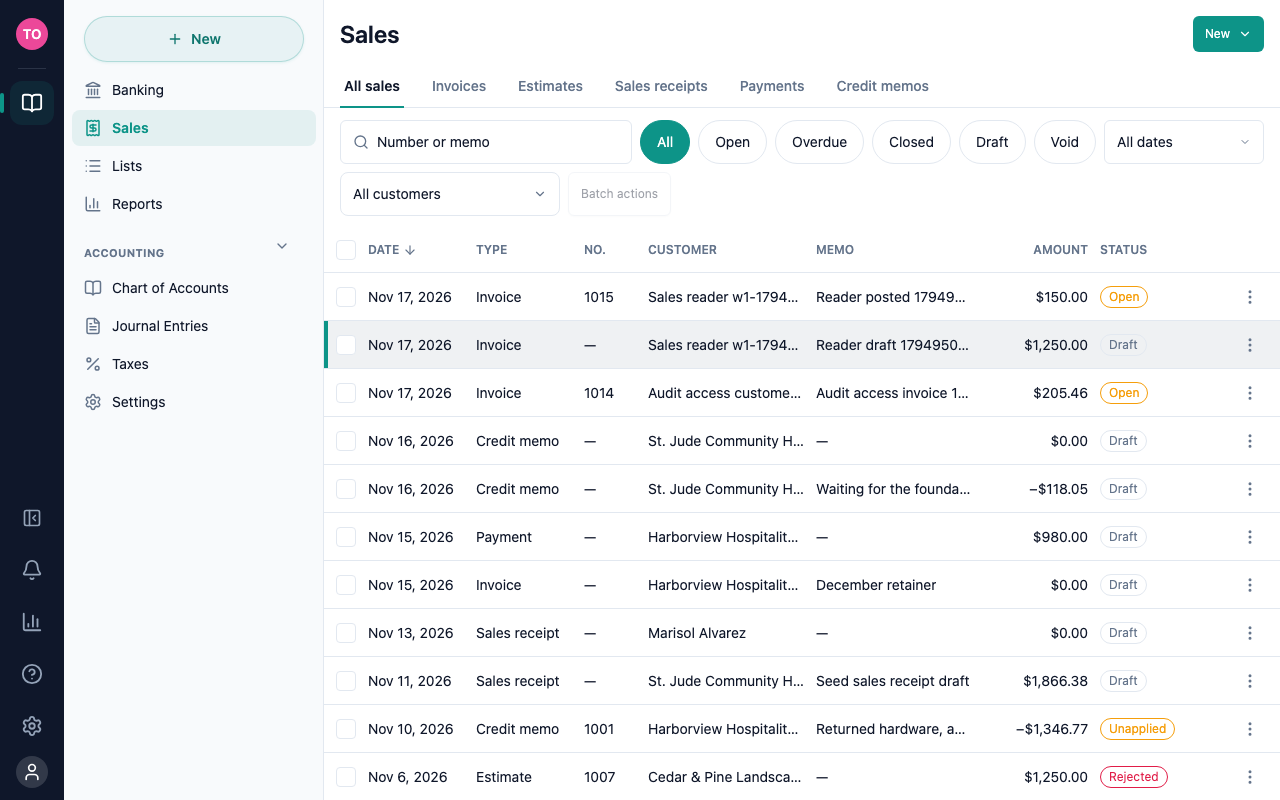 TO
New
Banking
Sales
Lists
Reports
ACCOUNTING
Chart of Accounts
Journal Entries
Taxes
Settings
Sales
New
All sales Invoices Estimates Sales receipts Payments Credit memos
Number or memo All Open Overdue Closed Draft Void All dates
All customers Batch actions
DATE TYPE NO. CUSTOMER MEMO AMOUNT STATUS
Nov 17, 2026 Invoice 1015 Sales reader w1-1794... Reader posted 17949... $150.00 Open
Nov 17, 2026 Invoice — Sales reader w1-1794... Reader draft 1794950... $1,250.00 Draft
Nov 17, 2026 Invoice 1014 Audit access custome... Audit access invoice 1... $205.46 Open
Nov 16, 2026 Credit memo — St. Jude Community H... — $0.00 Draft
Nov 16, 2026 Credit memo — St. Jude Community H... Waiting for the founda... −$118.05 Draft
Nov 15, 2026 Payment — Harborview Hospitalit... — $980.00 Draft
Nov 15, 2026 Invoice — Harborview Hospitalit... December retainer $0.00 Draft
Nov 13, 2026 Sales receipt — Marisol Alvarez — $0.00 Draft
Nov 11, 2026 Sales receipt — St. Jude Community H... Seed sales receipt draft $1,866.38 Draft
Nov 10, 2026 Credit memo 1001 Harborview Hospitalit... Returned hardware, a... −$1,346.77 Unapplied
Nov 6, 2026 Estimate 1007 Cedar & Pine Landsca... — $1,250.00 Rejected